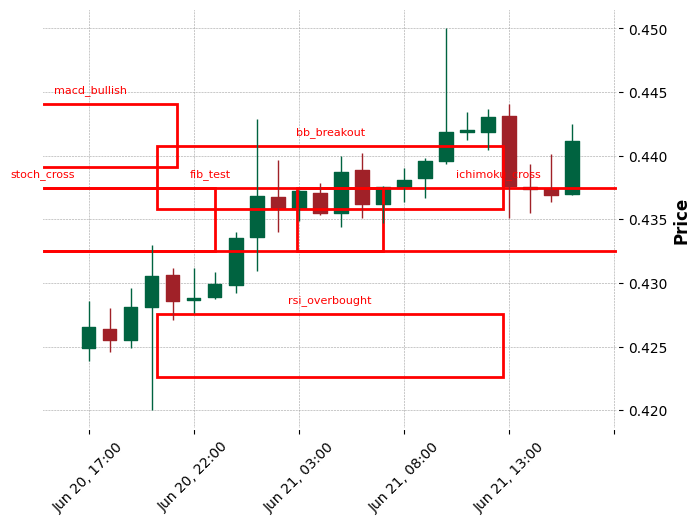 0.450
macd_bullish
0.445
bb_breakout
0.440
stoch_cross
fib_test
ichimoku_cross
0.435
Price
0.430
rsi_overbought
0.425
0.420
Jun 20, 17:00
Jun 20, 22:00
Jun 21, 03:00
Jun 21, 08:00
Jun 21, 13:00